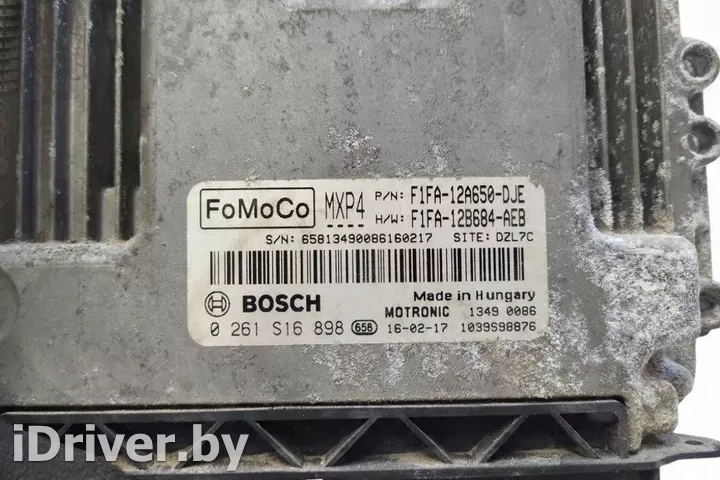 FoMoCo MXP4 P/N: F1FA-12A650-DJE
H/W: F1FA-12B684-AEB
S/N: 65813490086160217 SITE: DZL7C
BOSCH Made in Hungary
MOTRONIC 1349 0086
0 261 S16 898 658 16-02-17 1039S98876
iDriver.by